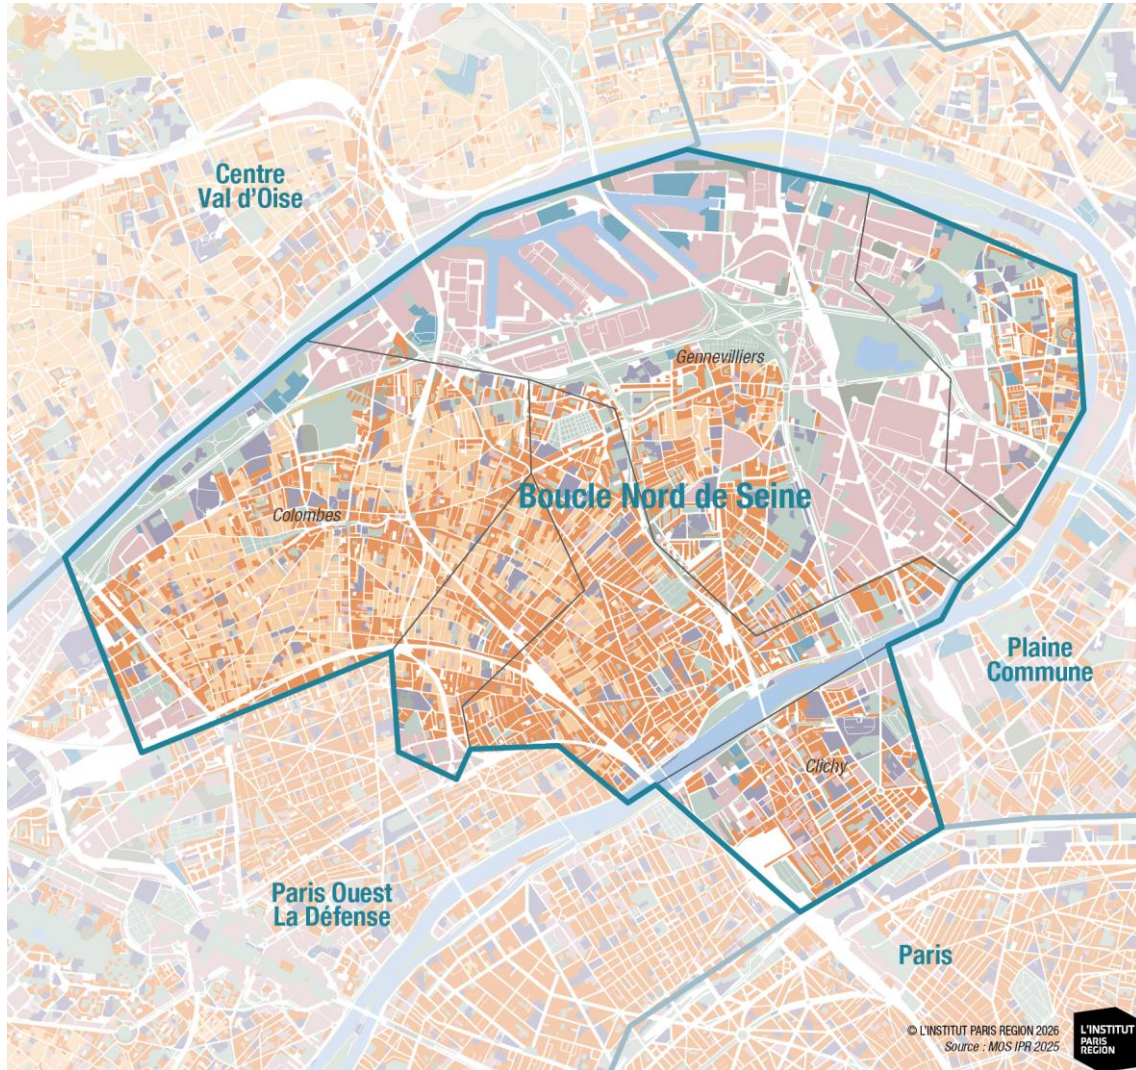 Centre
Val d'Oise
Gennevilliers
Boucle Nord de Seine
Colombes
Plaine
Commune
Clichy
Paris Ouest
La Défense
Paris
© L'INSTITUT PARIS REGION 2026
Source : MOS IPR 2025
L'INSTITUT
PARIS
REGION